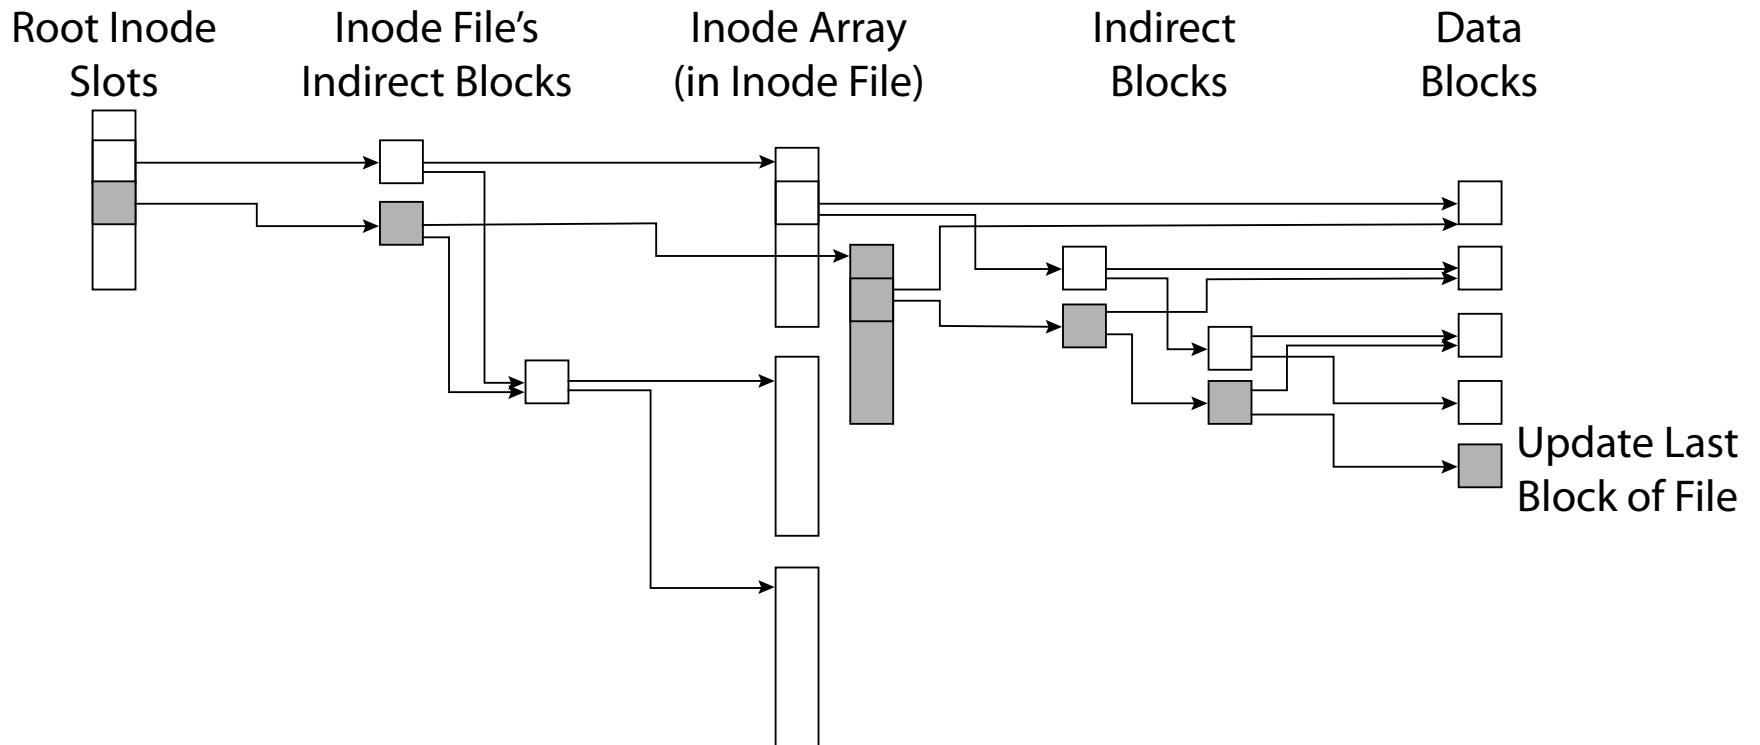 Root Inode
Slots
Inode File’s
Indirect Blocks
Inode Array
(in Inode File)
Indirect
Blocks
Data
Blocks
Update Last
Block of File